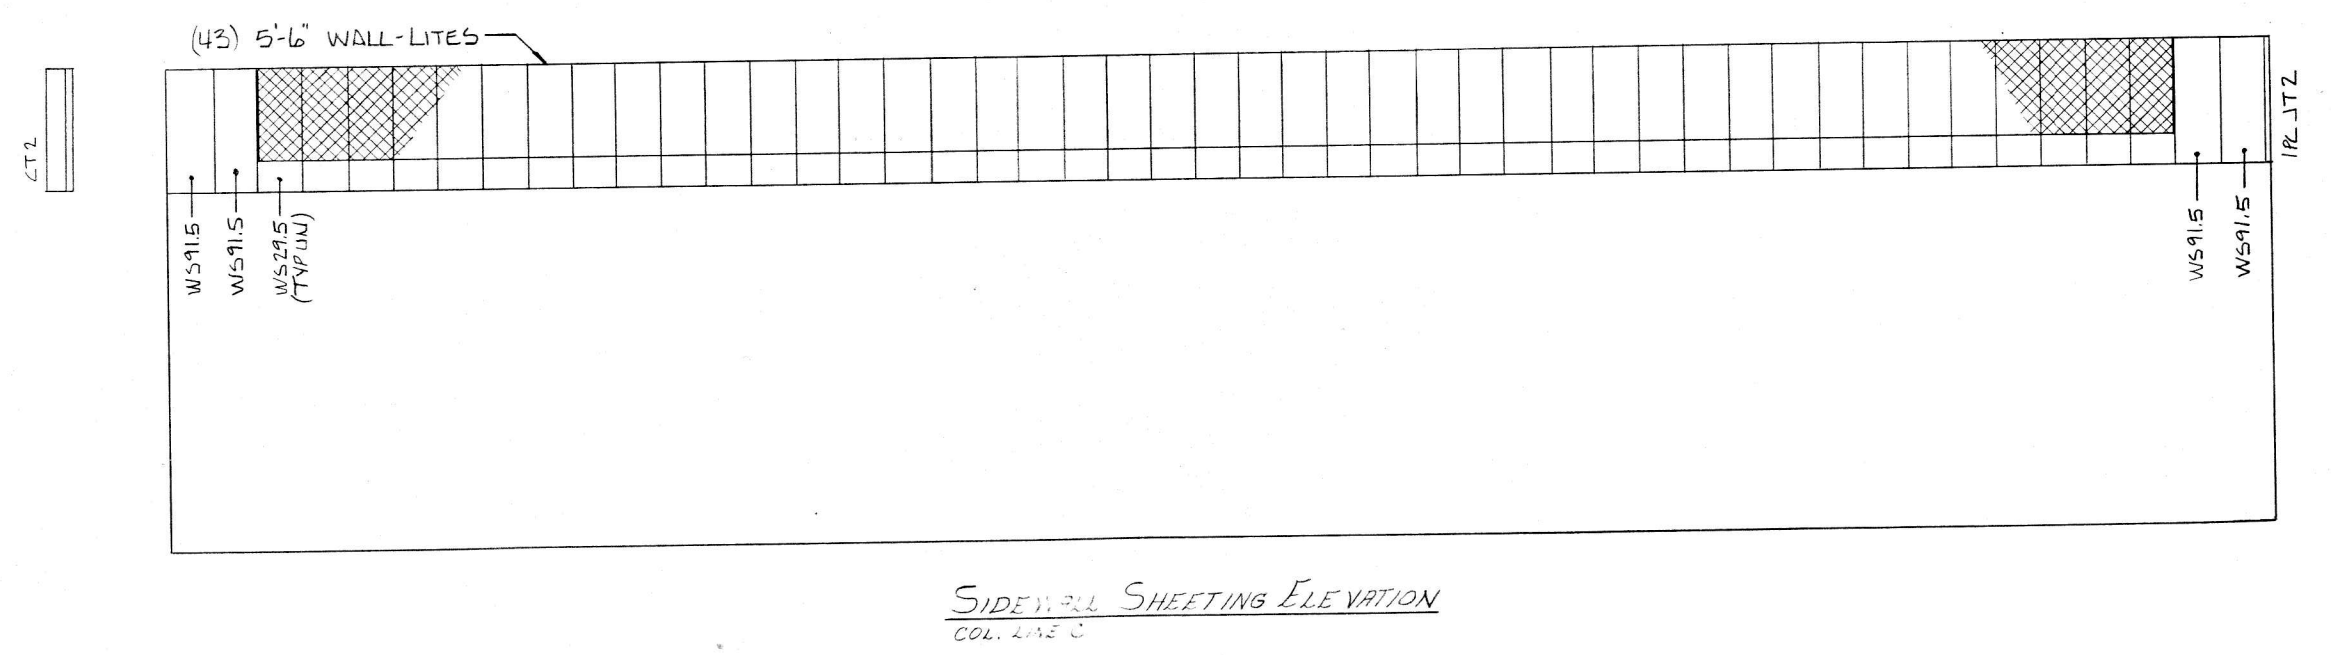 (43) 5'-6" WALL-LITES
CT2
WS91.5
WS91.5
WS29.5
(TYP UN)
WS91.5
WS91.5
1PC JT2
SIDEWALL SHEETING ELEVATION
COL. LINE C